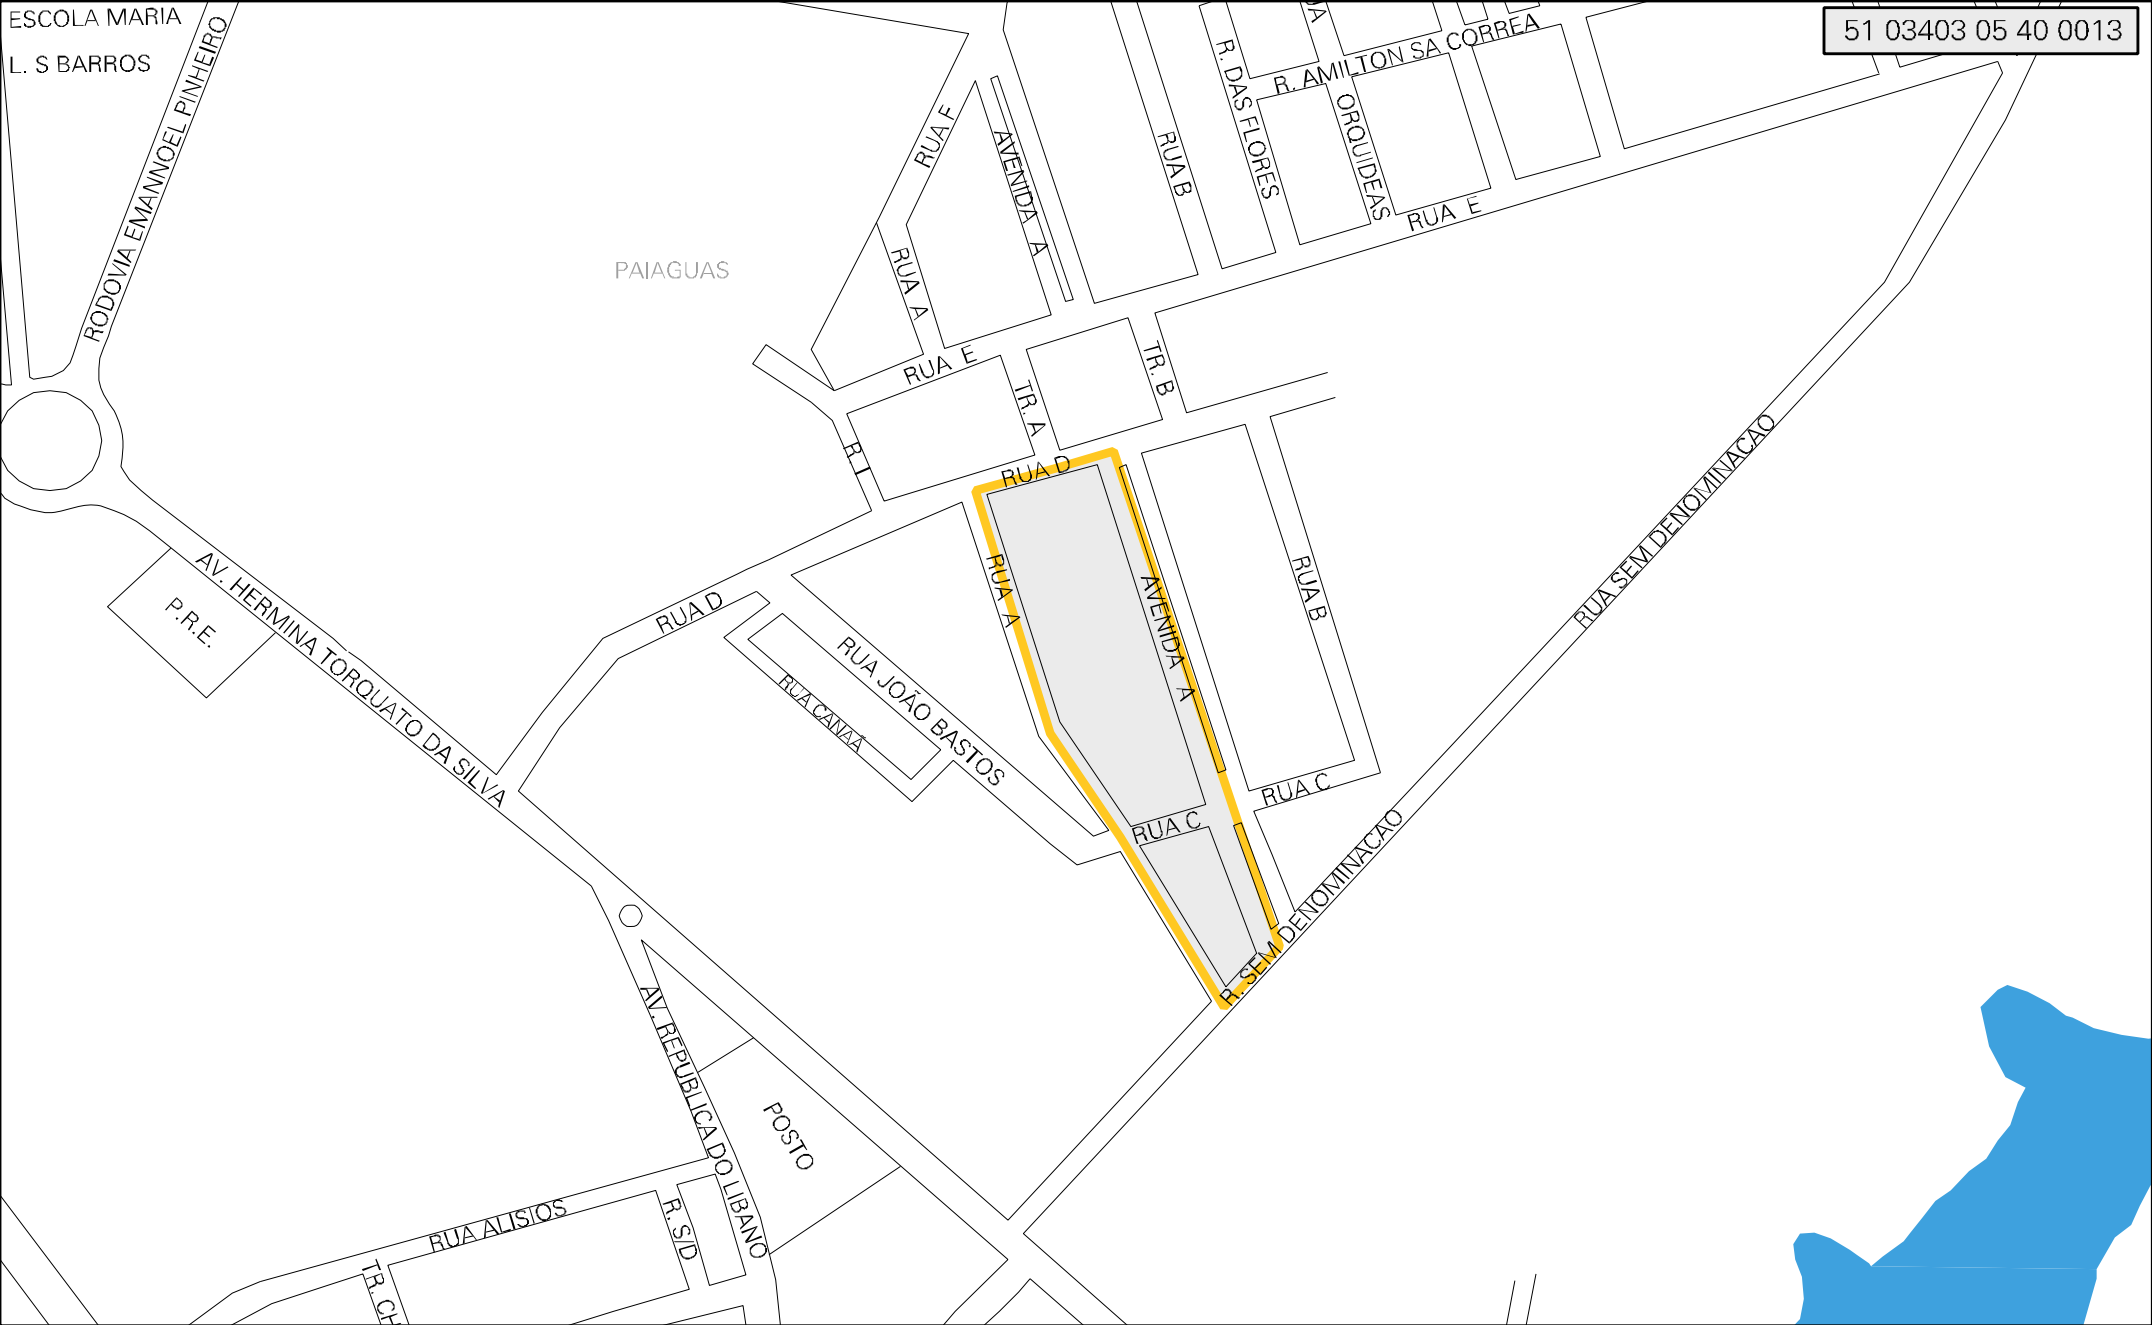 ESCOLA MARIA
L. S BARROS
51 03403 05 40 0013
RODOVIA EMANNOEL PINHEIRO
R. DAS FLORES
R. AMILTON SA CORREA
ORQUIDEAS
RUA F
AVENIDA A
RUA B
RUA E
PAIAGUAS
RUA A
RUA E
TR. A
TR. B
R. I
RUA D
AV. HERMINA TORQUATO DA SILVA
P.R.E.
RUA D
RUA A
AVENIDA A
RUA B
RUA SEM DENOMINACAO
RUA JOÃO BASTOS
RUA CANAÃ
RUA C
RUA C
R. SEM DENOMINACAO
AV. REPUBLICA DO LIBANO
POSTO
RUA ALISIOS
R. S/D
TR. CH